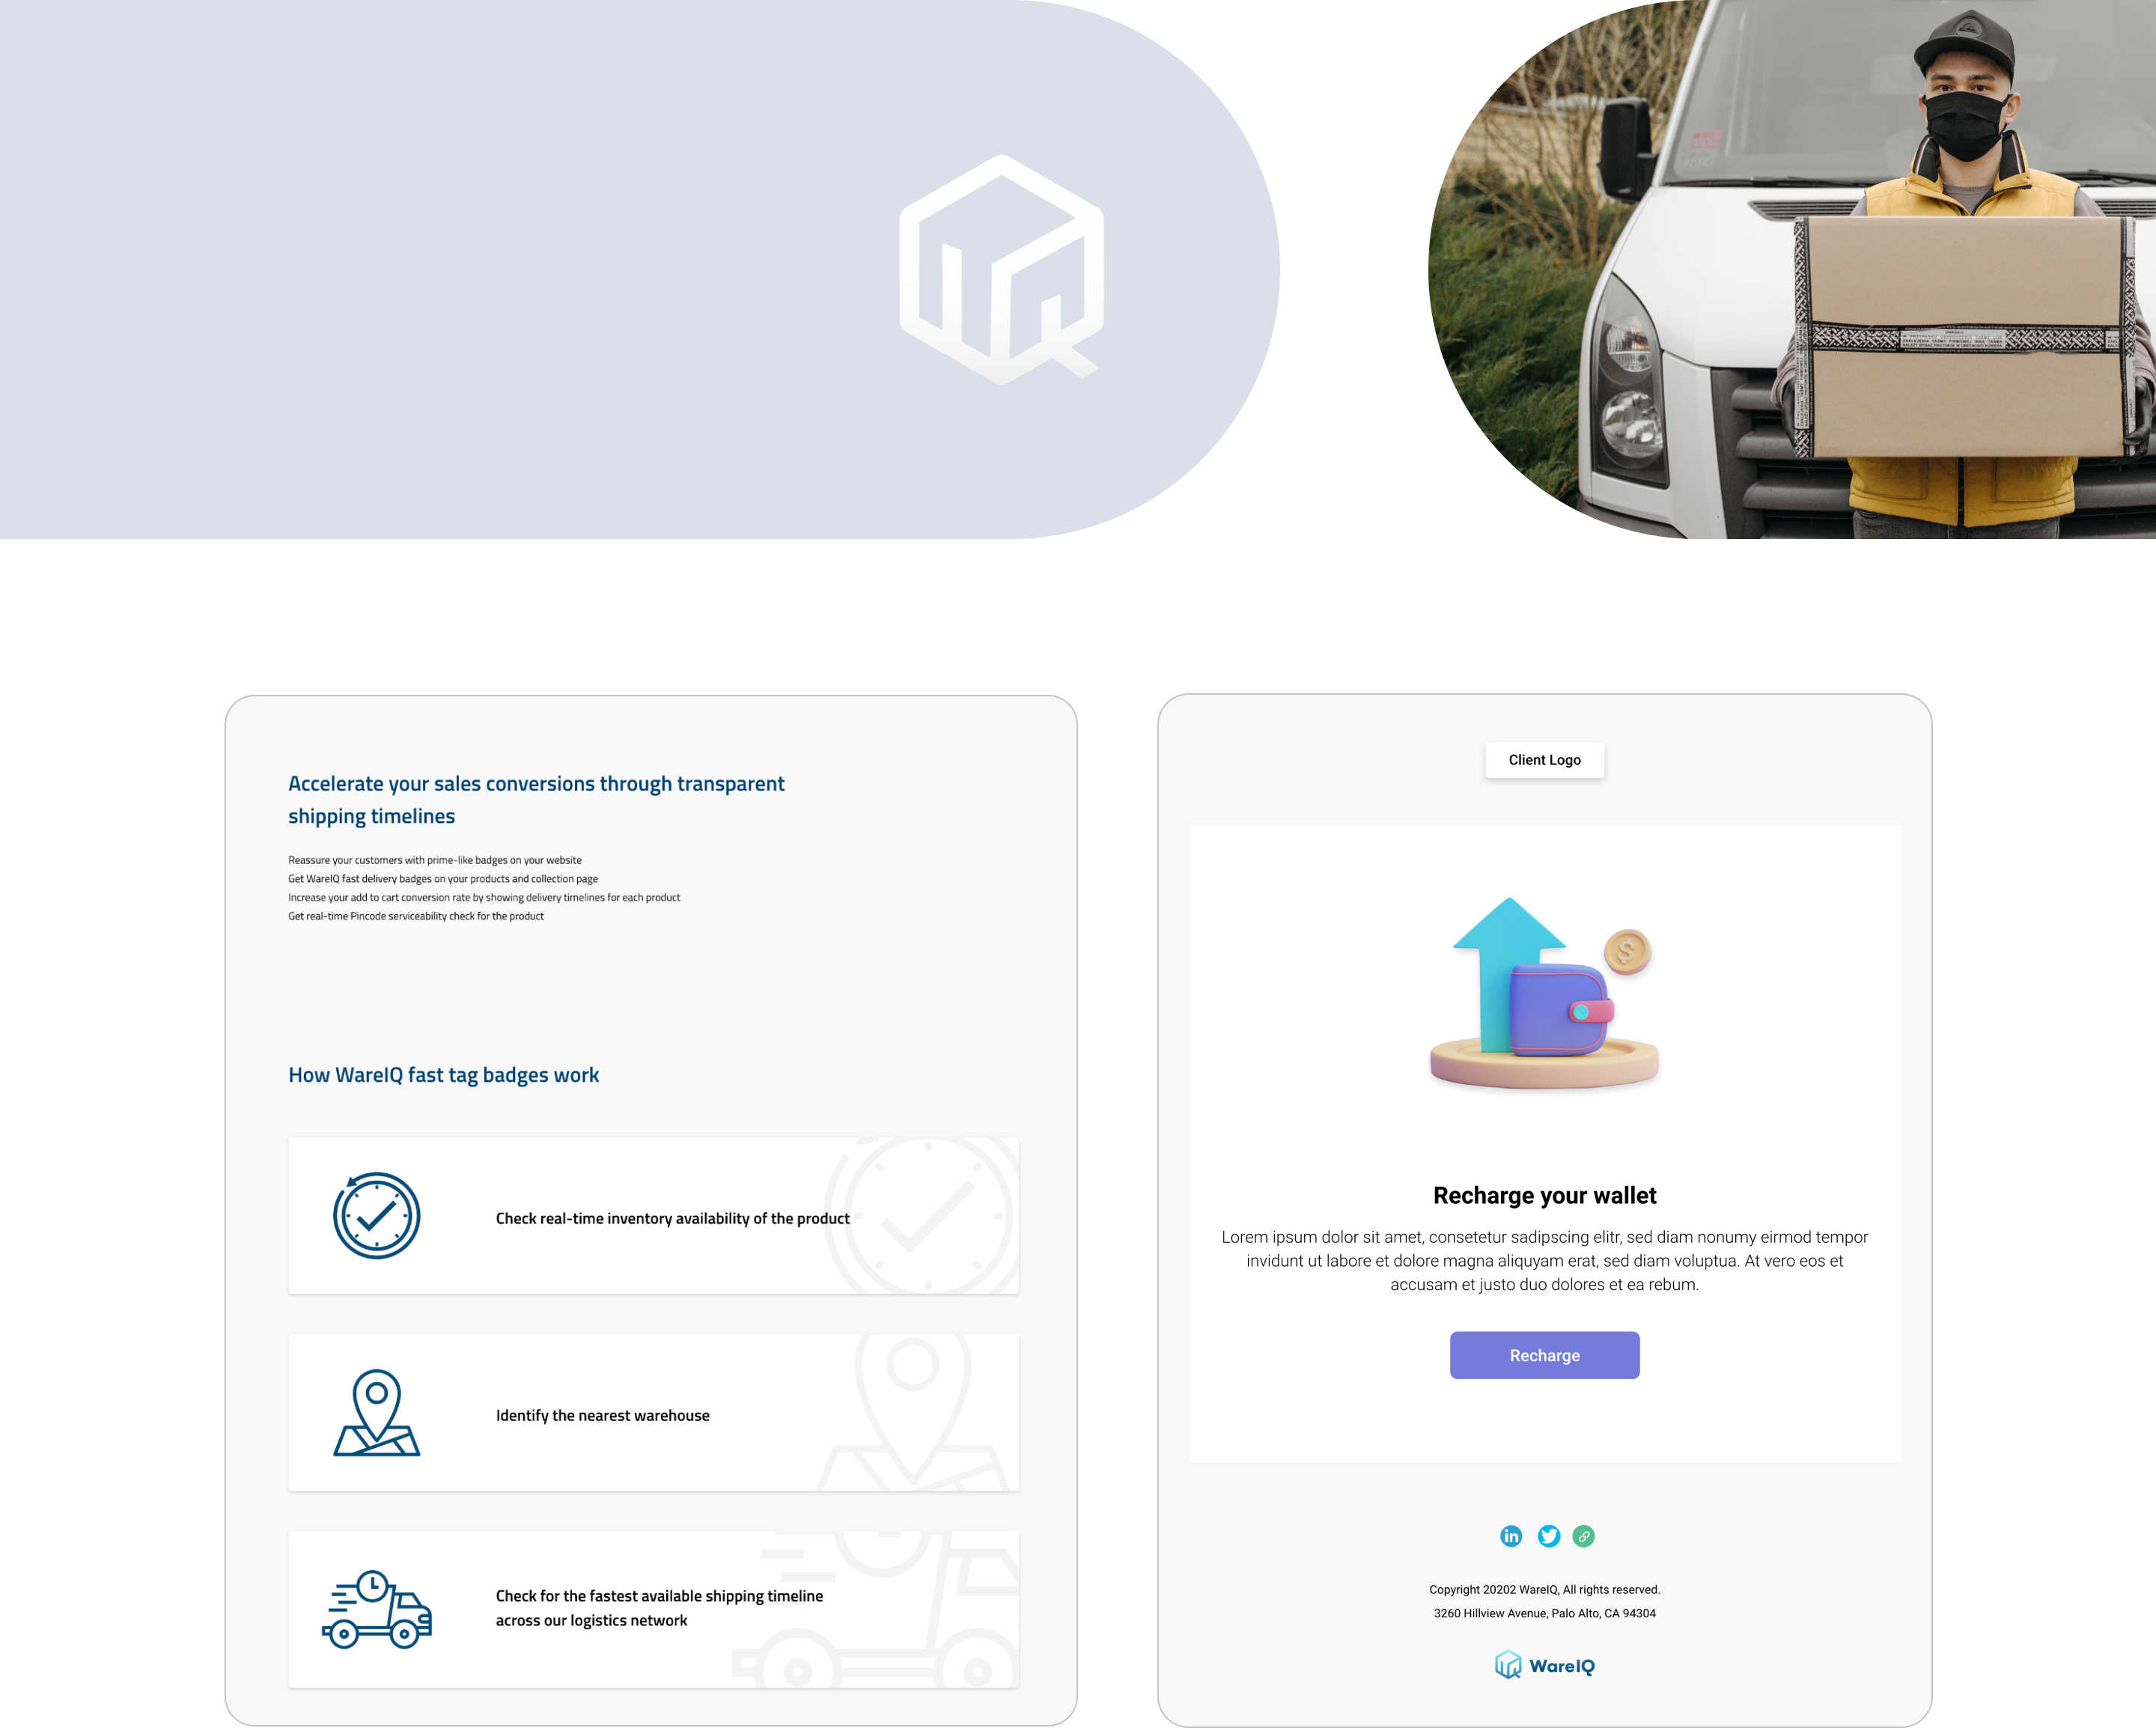 Accelerate your sales conversions through transparent
shipping timelines
Reassure your customers with prime-like badges on your website
Get WareIQ fast delivery badges on your products and collection page
Increase your add to cart conversion rate by showing delivery timelines for each product
Get real-time Pincode serviceability check for the product
How WareIQ fast tag badges work
Check real-time inventory availability of the product
Identify the nearest warehouse
Check for the fastest available shipping timeline
across our logistics network
Client Logo
Recharge your wallet
Lorem ipsum dolor sit amet, consetetur sadipscing elitr, sed diam nonumy eirmod tempor
invidunt ut labore et dolore magna aliquyam erat, sed diam voluptua. At vero eos et
accusam et justo duo dolores et ea rebum.
Recharge
in
Copyright 20202 WareIQ, All rights reserved.
3260 Hillview Avenue, Palo Alto, CA 94304
WareIQ